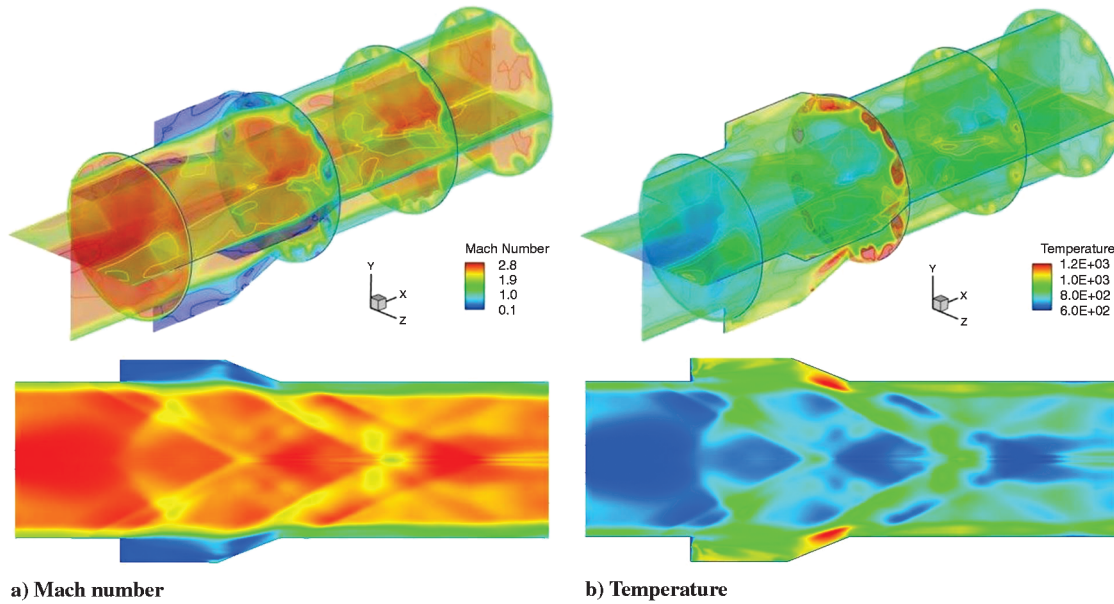 Mach Number
2.8
1.9
1.0
0.1
Y
X
Z
Temperature
1.2E+03
1.0E+03
8.0E+02
6.0E+02
Y
X
Z
a) Mach number
b) Temperature